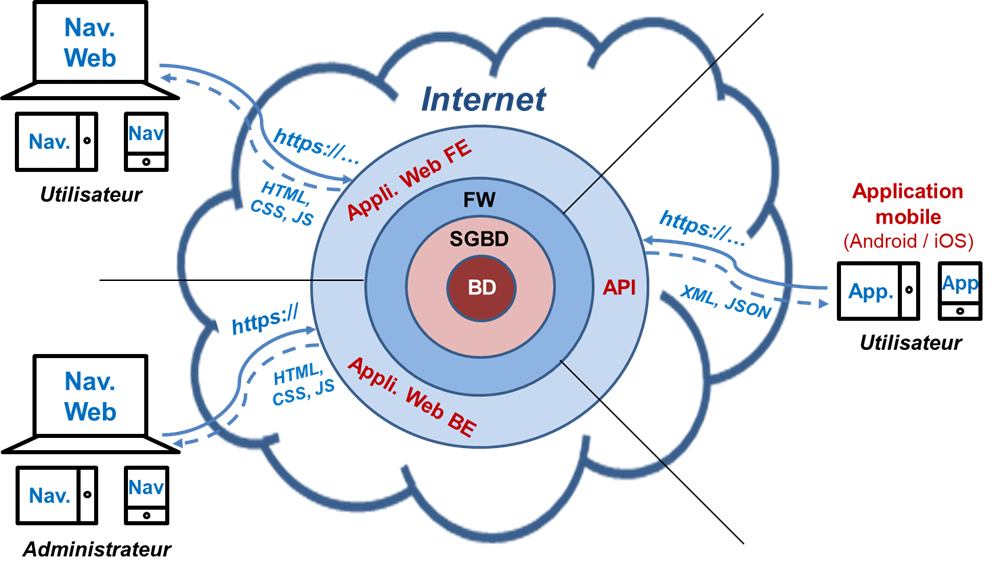 Nav.
Web
Nav.
Nav
Utilisateur
Internet
https://...
HTML,
CSS, JS
Appli. Web FE
FW
SGBD
BD
API
https://...
XML, JSON
Application
mobile
(Android / iOS)
App.
App
Utilisateur
https://
HTML,
CSS, JS
Appli. Web BE
Nav.
Web
Nav.
Nav
Administrateur